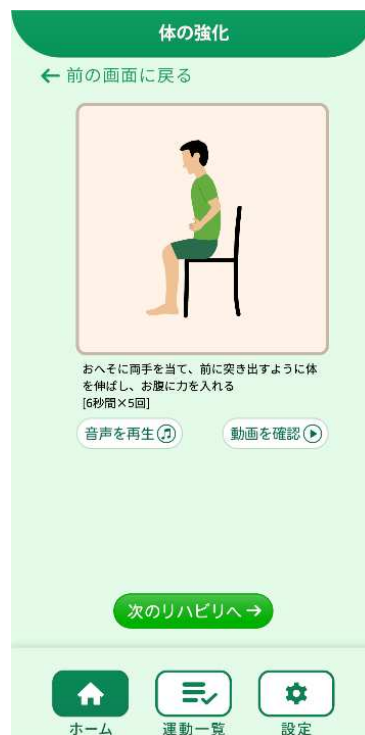 体の強化
← 前の画面に戻る
おへそに両手を当て、前に突き出すように体
を伸ばし、お腹に力を入れる
[6秒間×5回]
音声を再生
動画を確認
次のリハビリへ →
ホーム
運動一覧
設定